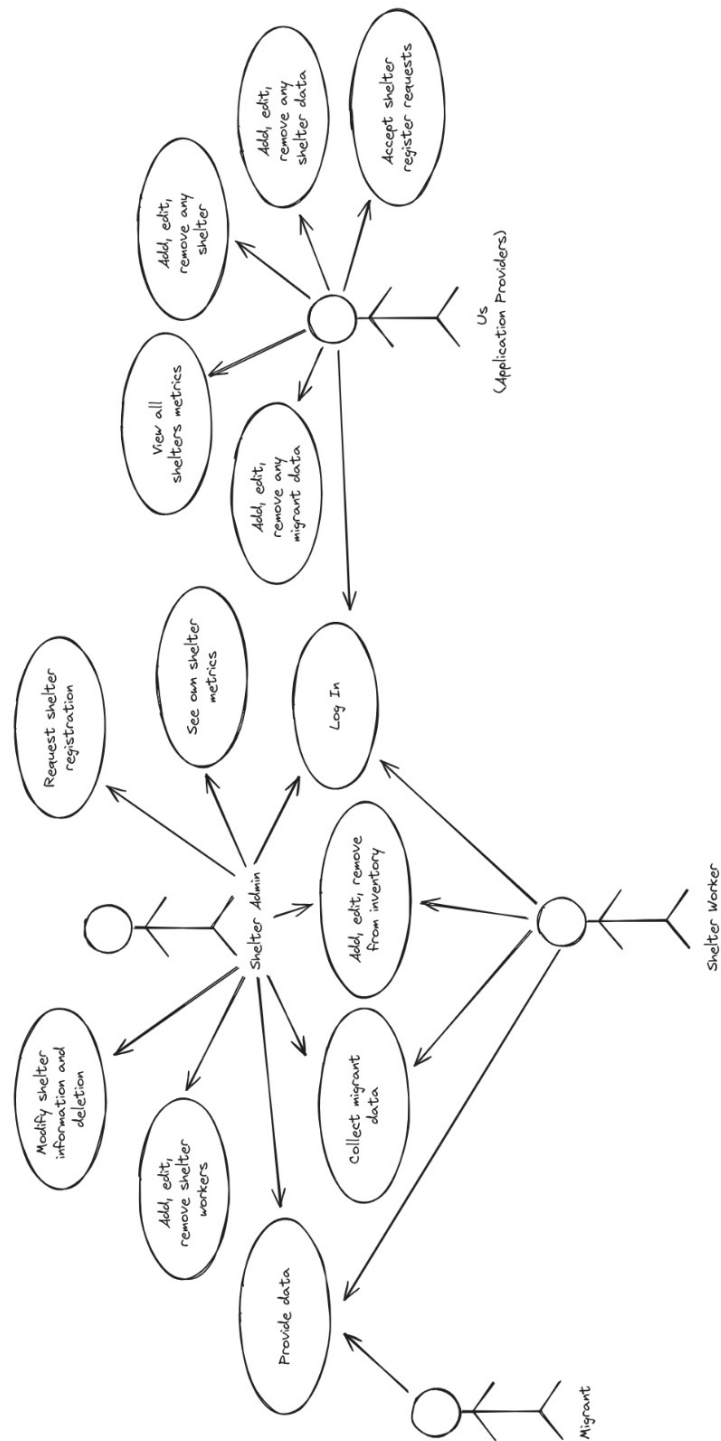 Request shelter
registration
Modify shelter
information and
deletion
See own shelter
metrics
Add, edit,
remove shelter
workers
Shelter Admin
Provide data
Collect migrant
data
Add, edit, remove
from inventory
Log In
Migrant
Shelter Worker
View all
shelters metrics
Add, edit,
remove any
shelter
Add, edit,
remove any
shelter data
Add, edit,
remove any
migrant data
Accept shelter
register requests
Us
(Application Providers)